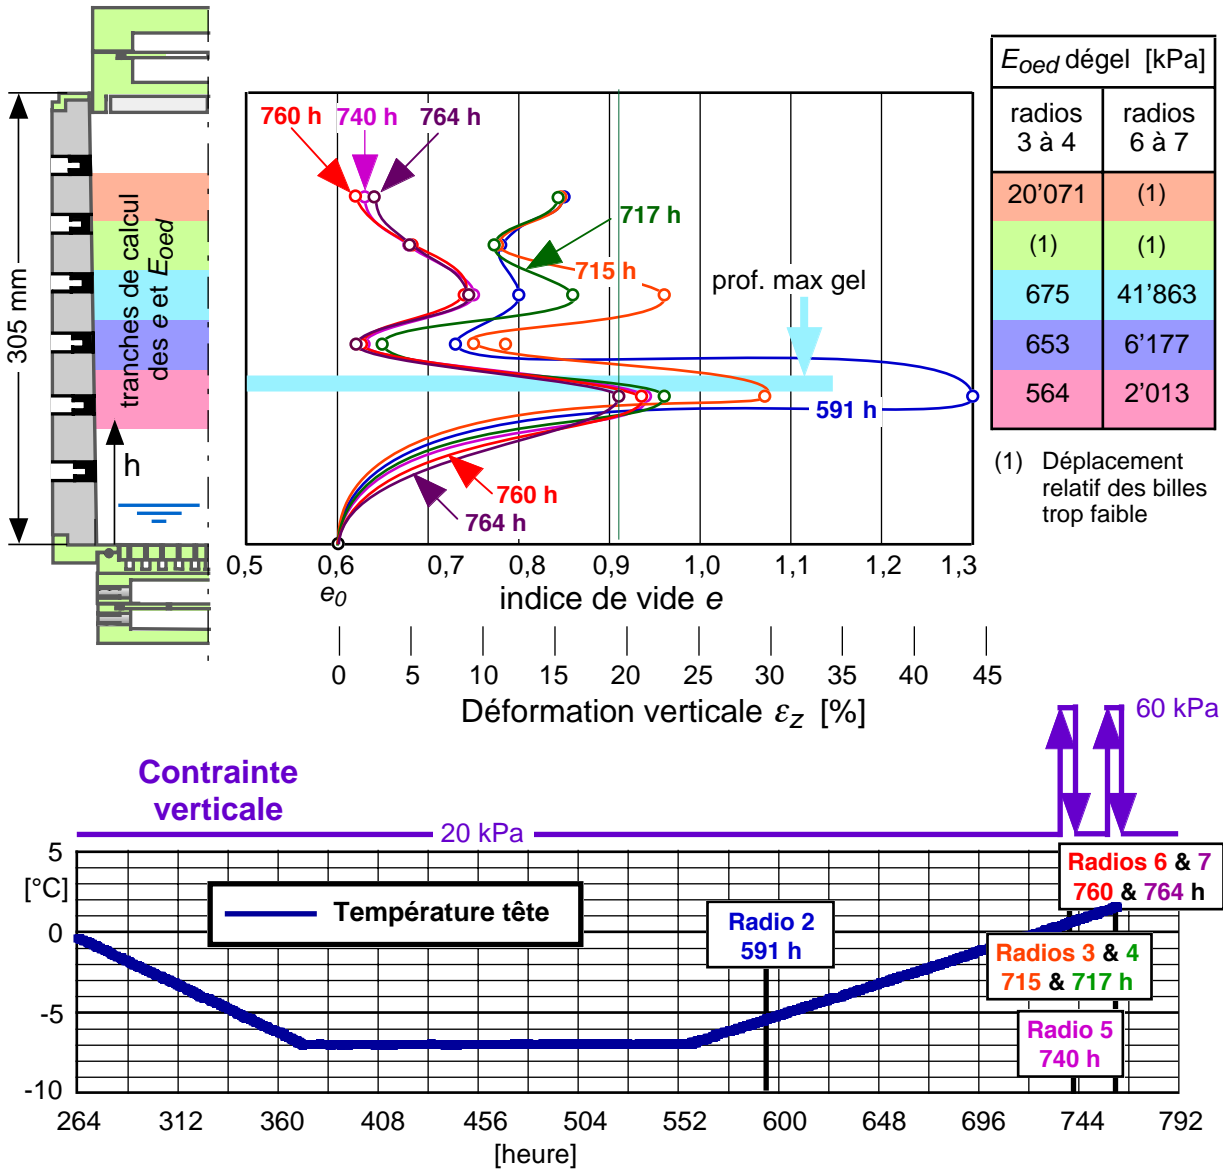 305 mm
tranches de calcul
des e et Eoed
h
760 h
740 h
764 h
717 h
715 h
prof. max gel
591 h
760 h
764 h
0,5
0,6
0,7
0,8
0,9
1,0
1,1
1,2
1,3
e0
indice de vide e
0
5
10
15
20
25
30
35
40
45
Déformation verticale εz [%]
Eoed dégel [kPa]
radios
3 à 4
radios
6 à 7
20’071
(1)
(1)
(1)
675
41’863
653
6’177
564
2’013
(1) Déplacement
relatif des billes
trop faible
60 kPa
Contrainte
verticale
20 kPa
5
[°C]
0
-5
-10
Température tête
Radio 2
591 h
Radios 6 & 7
760 & 764 h
Radios 3 & 4
715 & 717 h
Radio 5
740 h
264
312
360
408
456
504
552
600
648
696
744
792
[heure]